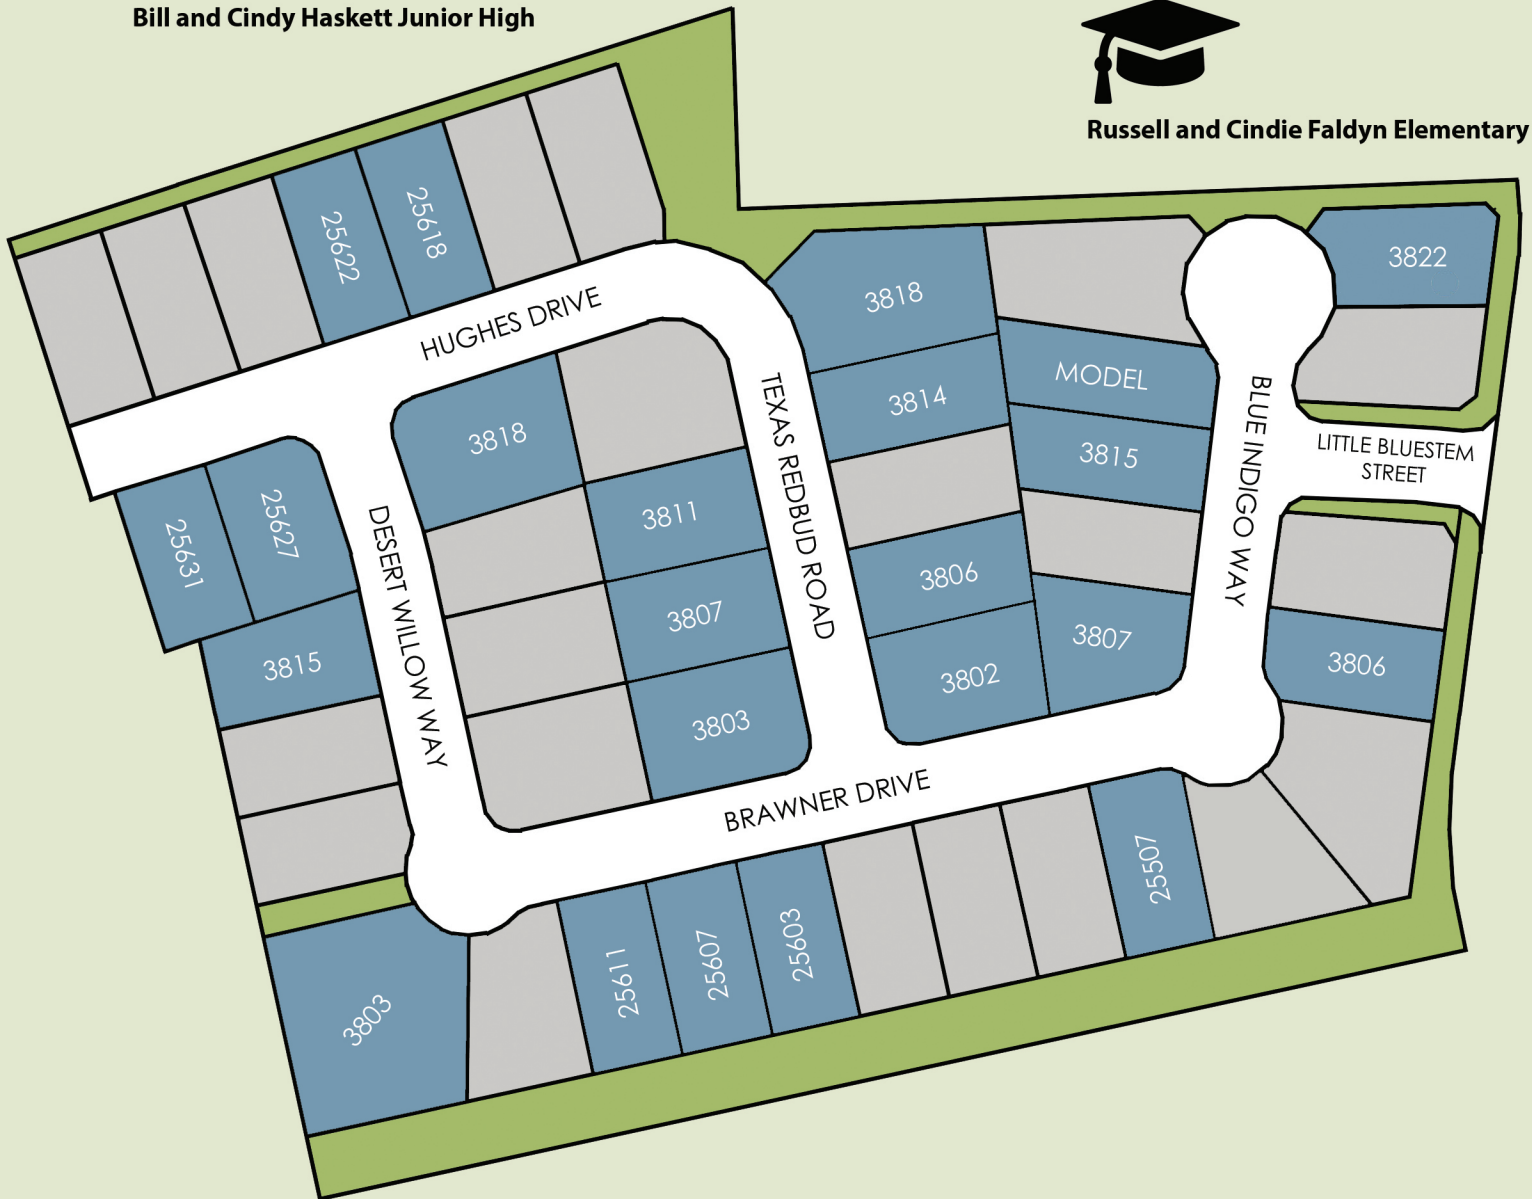 Bill and Cindy Haskett Junior High
Russell and Cindie Faldyn Elementary
25622
25618
HUGHES DRIVE
3818
3822
3818
MODEL
3814
TEXAS REDBUD ROAD
BLUE INDIGO WAY
3815
LITTLE BLUESTEM
STREET
25631
25627
DESERT WILLOW WAY
3811
3806
3807
3807
3802
3806
3815
3803
BRAWNER DRIVE
25507
25603
25607
25611
3803